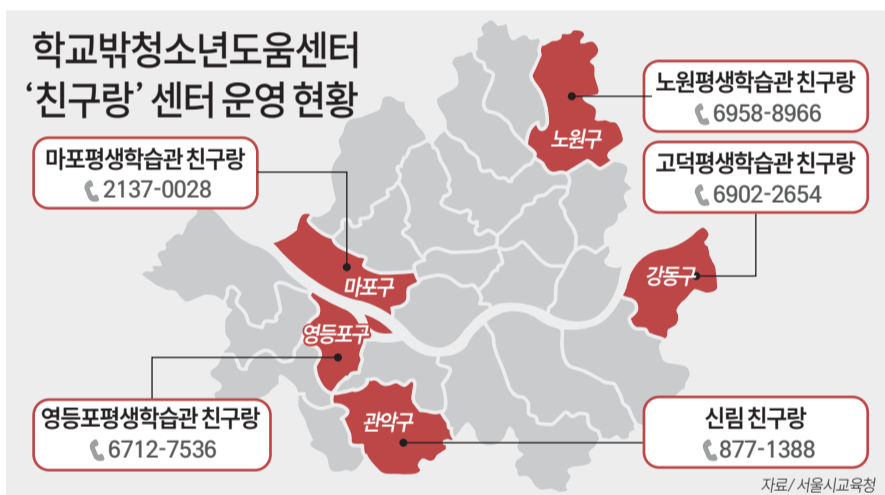 학교밖청소년도움센터
‘친구랑’ 센터 운영 현황
노원평생학습관 친구랑
6958-8966
노원구
마포평생학습관 친구랑
2137-0028
고덕평생학습관 친구랑
6902-2654
강동구
마포구
영등포구
영등포평생학습관 친구랑
6712-7536
관악구
신림 친구랑
877-1388
자료/ 서울시교육청